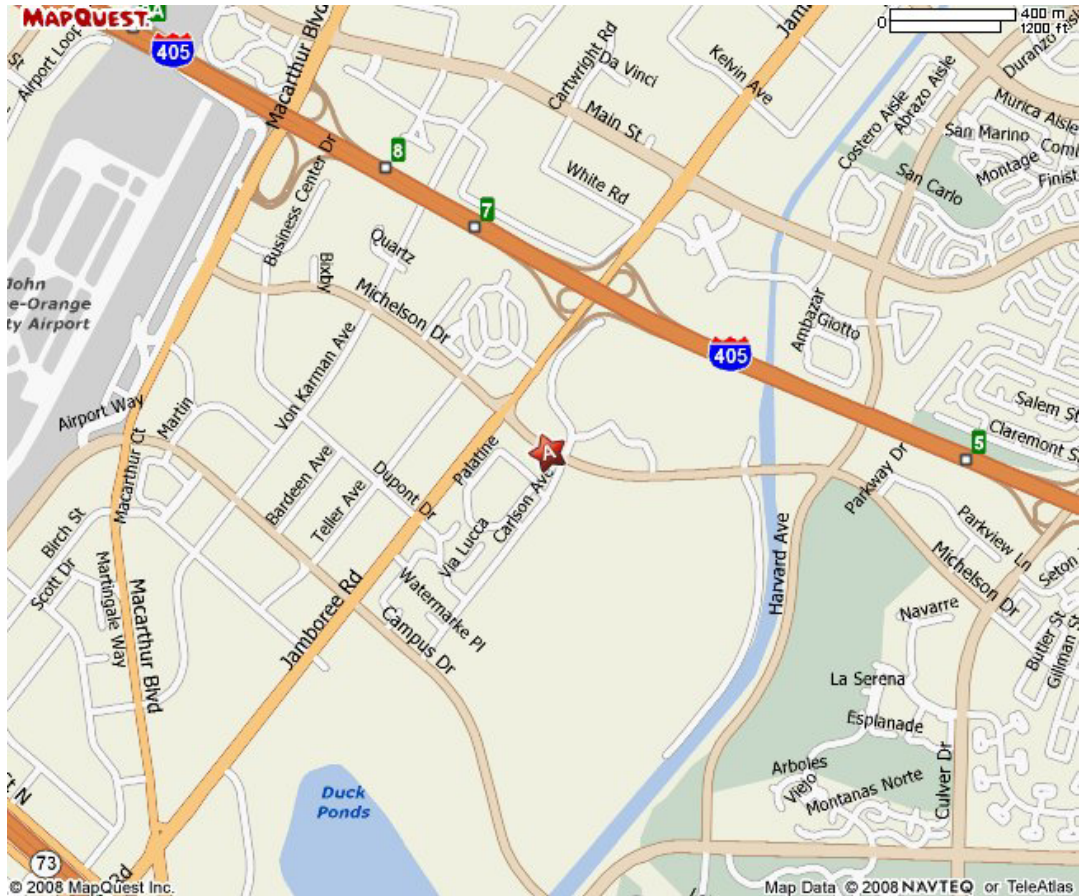 MAPQUEST.
A
405
Airport Loop
St
Macarthur Blvd
Jamboree
400 m
0
1200 ft
Cartwright Rd
Da Vinci
Kelvin Ave
Duranzo Aisle
Abrazo Aisle
Costero Aisle
Murica Aisle
Main St
San Marino
Montage
Finist
San Carlo
8
Business Center Dr
White Rd
7
Quartz
Bixby
John
e-Orange
ty Airport
Michelson Dr
Ambazar
Giotto
405
Von Karman Ave
Airport Way
Martin
Salem St
Claremont S
5
Macarthur Ct
Palatine
A
Bardeen Ave
Teller Ave
Dupont Dr
Carlson Ave
Via Lucca
Parkway Dr
Parkview Ln
Birch St
Scott Dr
Martingale Way
Macarthur Blvd
Jamboree Rd
Watermarke Pl
Campus Dr
Harvard Ave
Michelson Dr
Seton
Navarre
Butler St
Gillman St
La Serena
Esplanade
Arboles
Viejo
Montanas Norte
Culver Dr
Duck
Ponds
Ct N
73
Rd
© 2008 MapQuest Inc.
Map Data © 2008 NAVTEQ or TeleAtlas